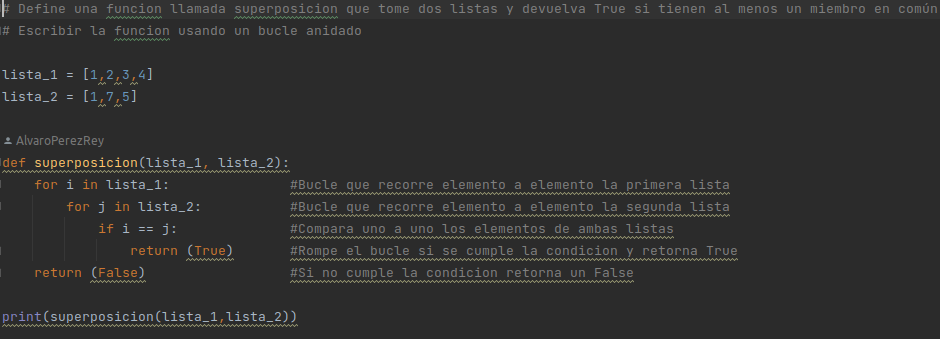 # Define una funcion llamada superposicion que tome dos listas y devuelva True si tienen al menos un miembro en común
# Escribir la funcion usando un bucle anidado
lista_1 = [1,2,3,4]
lista_2 = [1,7,5]
AlvaroPerezRey
def superposicion(lista_1, lista_2):
    for i in lista_1:               #Bucle que recorre elemento a elemento la primera lista
        for j in lista_2:           #Bucle que recorre elemento a elemento la segunda lista
            if i == j:              #Compara uno a uno los elementos de ambas listas
                return (True)       #Rompe el bucle si se cumple la condicion y retorna True
    return (False)                  #Si no cumple la condicion retorna un False
print(superposicion(lista_1,lista_2))